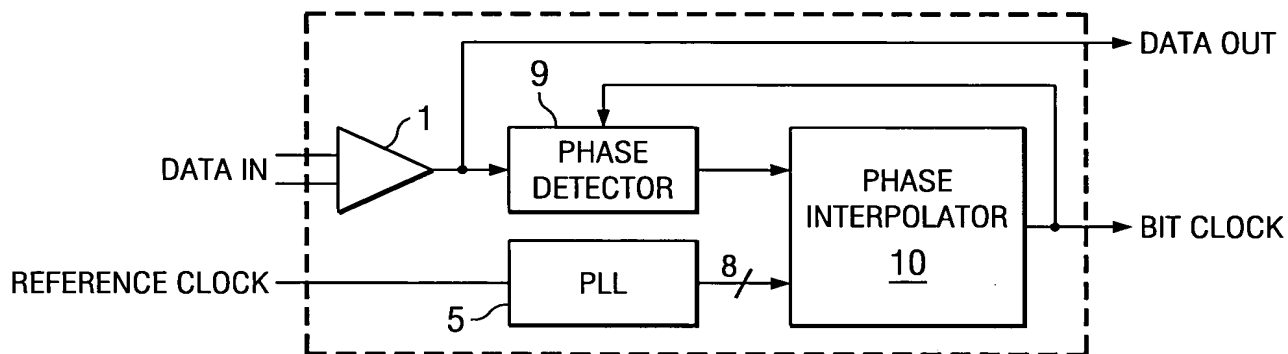 DATA OUT
9
1
DATA IN
PHASE
DETECTOR
PHASE
INTERPOLATOR
10
BIT CLOCK
REFERENCE CLOCK
PLL
8
5